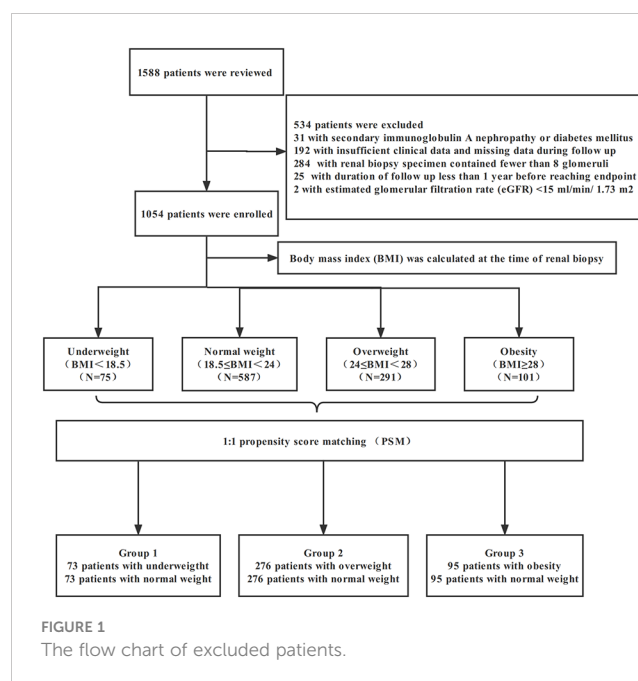 1588 patients were reviewed
534 patients were excluded
31 with secondary immunoglobulin A nephropathy or diabetes mellitus
192 with insufficient clinical data and missing data during follow up
284 with renal biopsy specimen contained fewer than 8 glomeruli
25 with duration of follow up less than 1 year before reaching endpoint
2 with estimated glomerular filtration rate (eGFR) <15 ml/min/ 1.73 m2
1054 patients were enrolled
Body mass index (BMI) was calculated at the time of renal biopsy
Underweight
（BMI＜18.5）
（N=75）
Normal weight
（18.5≤BMI＜24）
（N=587）
Overweight
（24≤BMI＜28）
（N=291）
Obesity
（BMI≥28）
（N=101）
1:1 propensity score matching （PSM）
Group 1
73 patients with underweigtht
73 patients with normal weight
Group 2
276 patients with overweight
276 patients with normal weight
Group 3
95 patients with obesity
95 patients with normal weight
FIGURE 1
The flow chart of excluded patients.